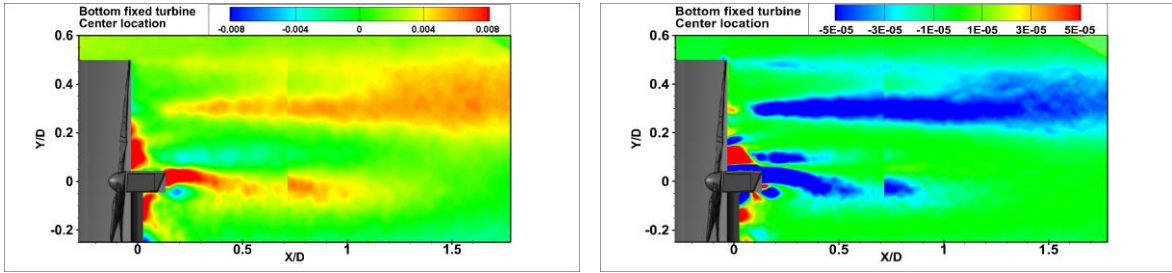 Bottom fixed turbine
Center location
-0.008 -0.004 0 0.004 0.008
0.6
0.4
0.2
0
-0.2
Y/D
0 0.5 1 1.5
X/D
Bottom fixed turbine
Center location
-5E-05 -3E-05 -1E-05 1E-05 3E-05 5E-05
0.6
0.4
0.2
0
-0.2
Y/D
0 0.5 1 1.5
X/D